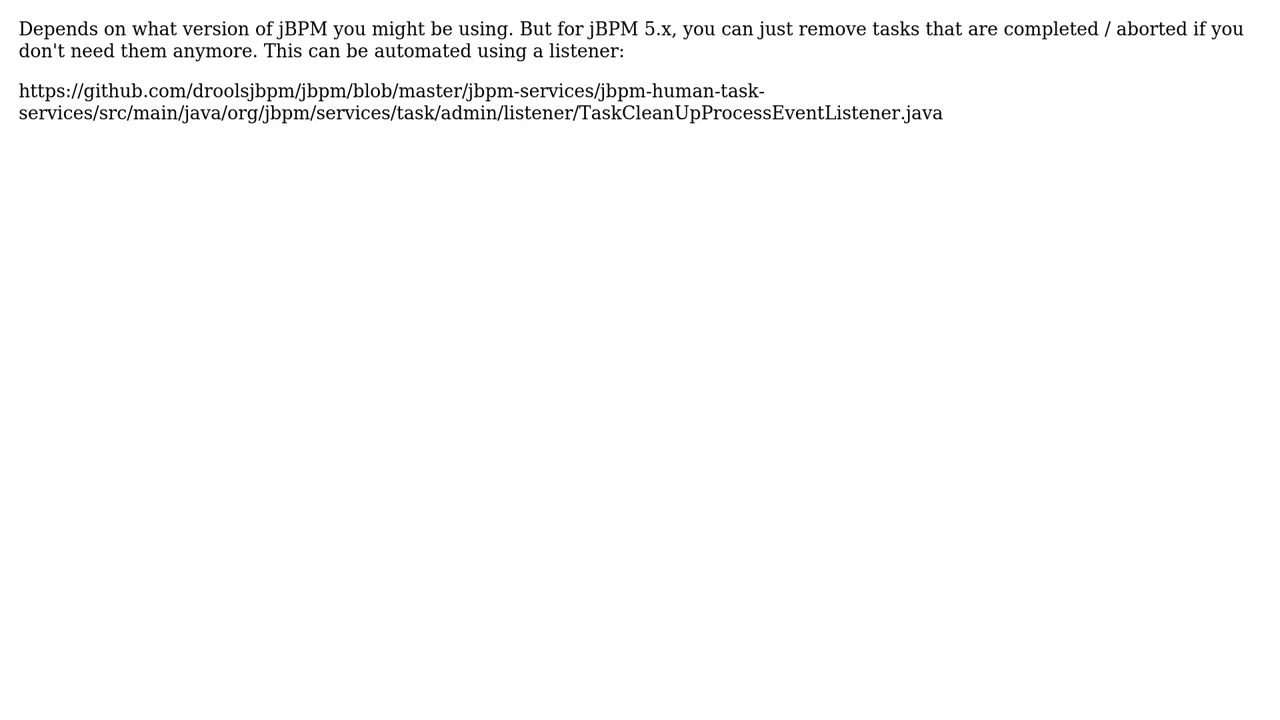 Depends on what version of jBPM you might be using. But for jBPM 5.x, you can just remove tasks that are completed / aborted if you
don't need them anymore. This can be automated using a listener:
https://github.com/droolsjbpm/jbpm/blob/master/jbpm-services/jbpm-human-task-
services/src/main/java/org/jbpm/services/task/admin/listener/TaskCleanUpProcessEventListener.java